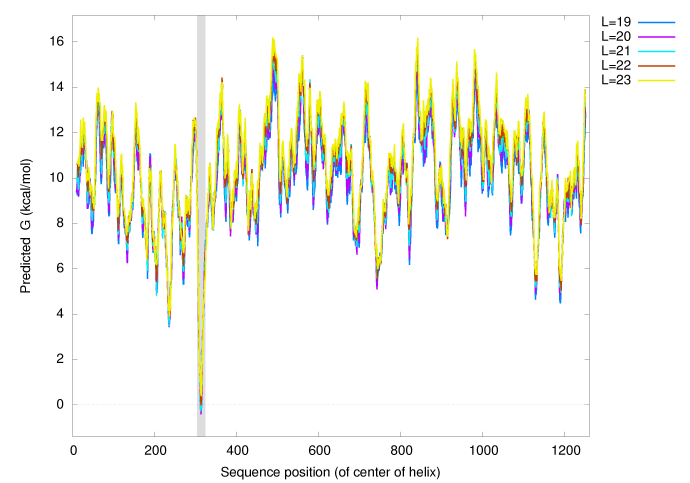 L=19
L=20
L=21
L=22
L=23
16
14
12
10
8
6
4
2
0
Predicted G (kcal/mol)
0 200 400 600 800 1000 1200
Sequence position (of center of helix)